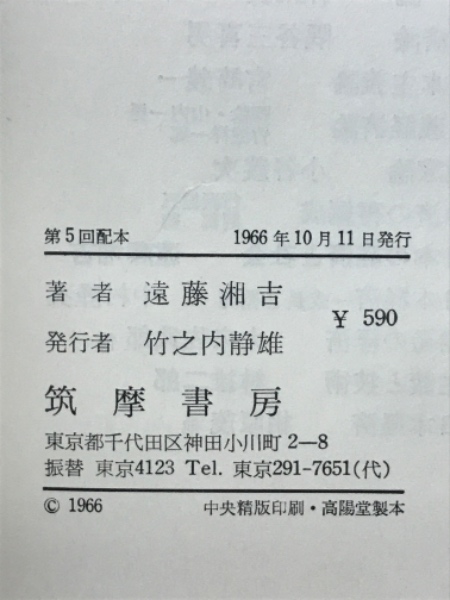 第5回配本 1966年10月11日発行
著者 遠藤湘吉
¥ 590
発行者 竹之内静雄
筑摩書房
東京都千代田区神田小川町2—8
振替 東京4123 Tel. 東京291-7651(代)
© 1966 中央精版印刷・高陽堂製本